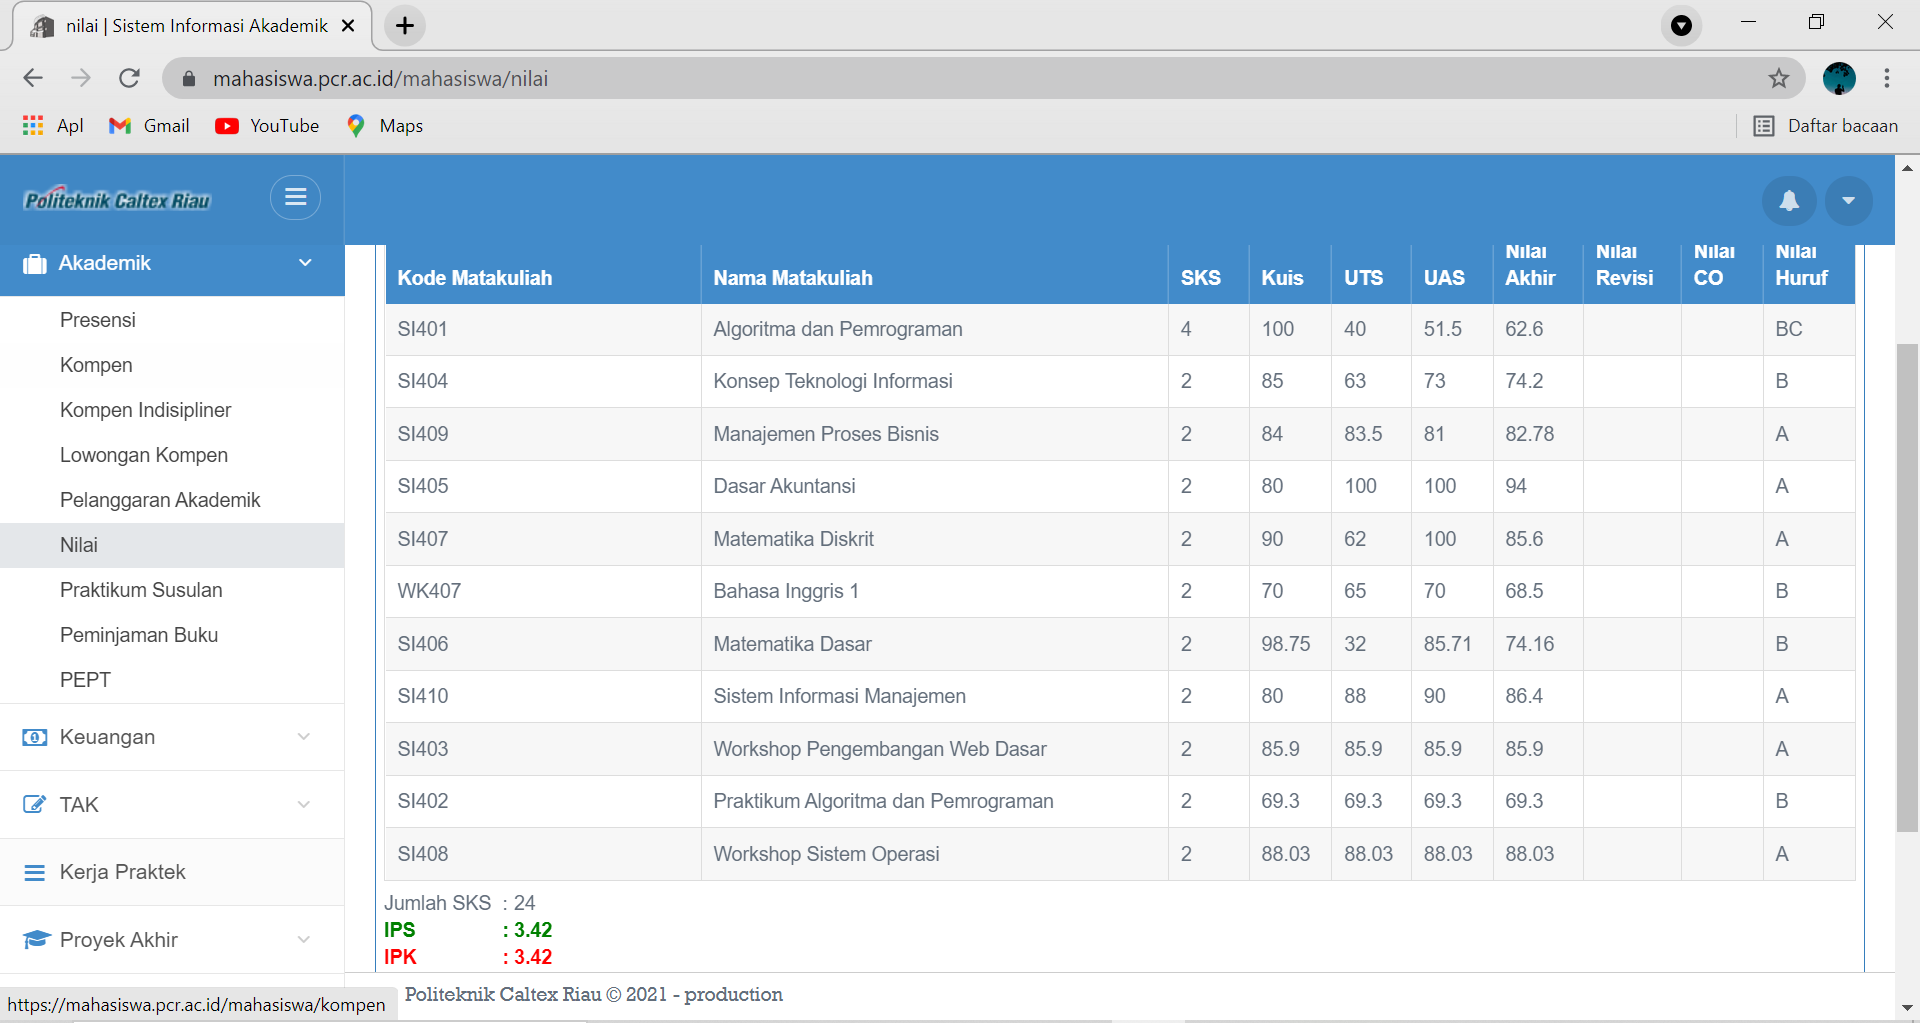 nilai | Sistem Informasi Akademik
mahasiswa.pcr.ac.id/mahasiswa/nilai
Apl Gmail YouTube Maps Daftar bacaan
Politeknik Caltex Riau
Akademik
Presensi
Kompen
Kompen Indisipliner
Lowongan Kompen
Pelanggaran Akademik
Nilai
Praktikum Susulan
Peminjaman Buku
PEPT
Keuangan
TAK
Kerja Praktek
Proyek Akhir
https://mahasiswa.pcr.ac.id/mahasiswa/kompen
Kode Matakuliah Nama Matakuliah SKS Kuis UTS UAS Nilai Akhir Nilai Revisi Nilai CO Nilai Huruf
SI401 Algoritma dan Pemrograman 4 100 40 51.5 62.6 BC
SI404 Konsep Teknologi Informasi 2 85 63 73 74.2 B
SI409 Manajemen Proses Bisnis 2 84 83.5 81 82.78 A
SI405 Dasar Akuntansi 2 80 100 100 94 A
SI407 Matematika Diskrit 2 90 62 100 85.6 A
WK407 Bahasa Inggris 1 2 70 65 70 68.5 B
SI406 Matematika Dasar 2 98.75 32 85.71 74.16 B
SI410 Sistem Informasi Manajemen 2 80 88 90 86.4 A
SI403 Workshop Pengembangan Web Dasar 2 85.9 85.9 85.9 85.9 A
SI402 Praktikum Algoritma dan Pemrograman 2 69.3 69.3 69.3 69.3 B
SI408 Workshop Sistem Operasi 2 88.03 88.03 88.03 88.03 A
Jumlah SKS : 24
IPS : 3.42
IPK : 3.42
Politeknik Caltex Riau © 2021 - production